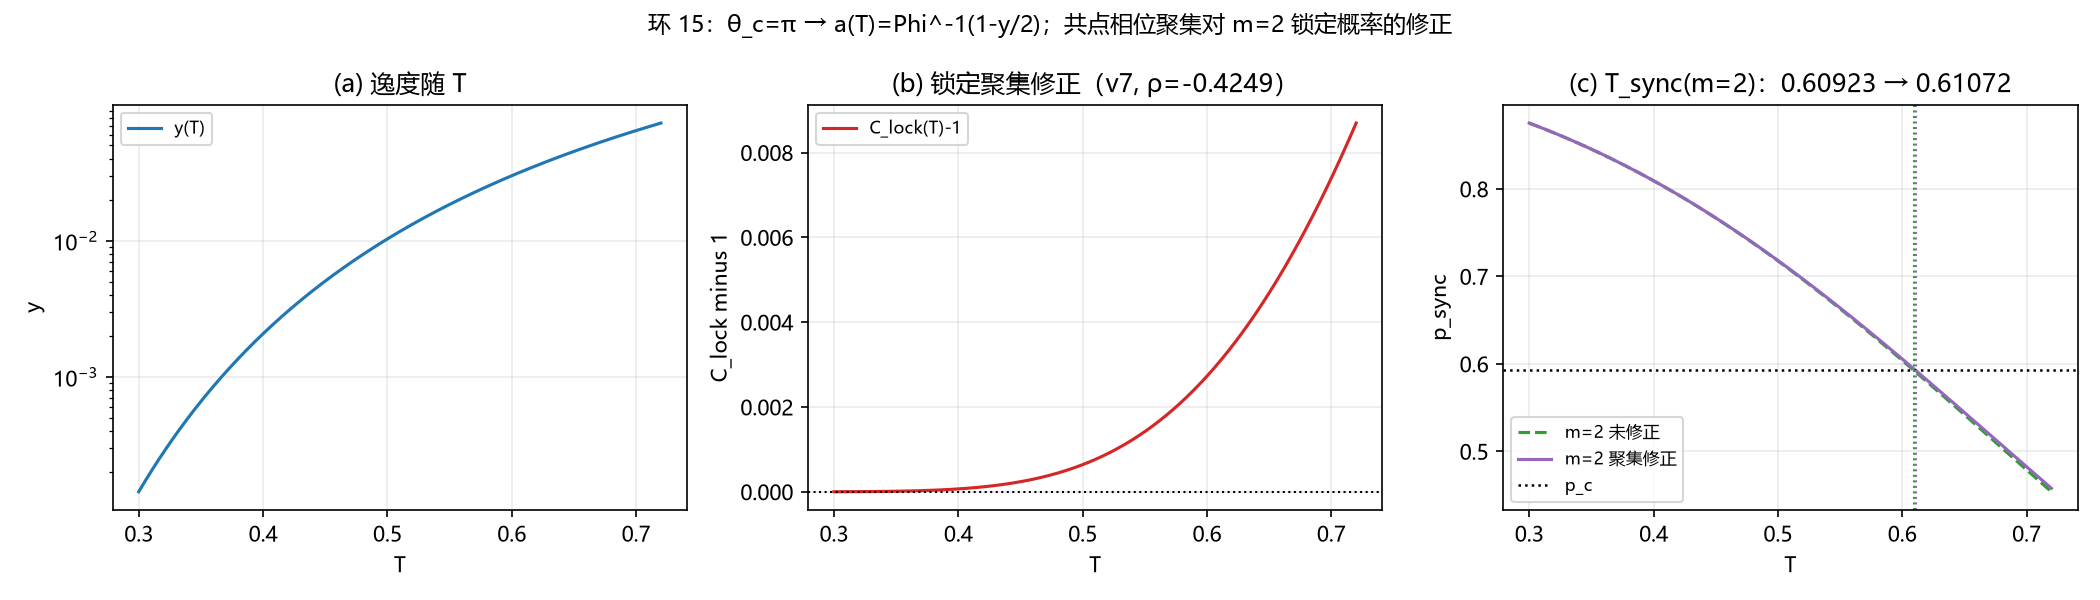 环 15：θ_c=π → a(T)=Phi^-1(1-y/2)；共点相位聚集对 m=2 锁定概率的修正
(a) 逸度随 T
y(T)
10⁻²
10⁻³
y
0.3 0.4 0.5 0.6 0.7
T
(b) 锁定聚集修正（v7, ρ=-0.4249）
C_lock(T)-1
0.008
0.006
0.004
0.002
0.000
C_lock minus 1
0.3 0.4 0.5 0.6 0.7
T
(c) T_sync(m=2)：0.60923 → 0.61072
0.8
0.7
0.6
0.5
p_sync
m=2 未修正
m=2 聚集修正
p_c
0.3 0.4 0.5 0.6 0.7
T